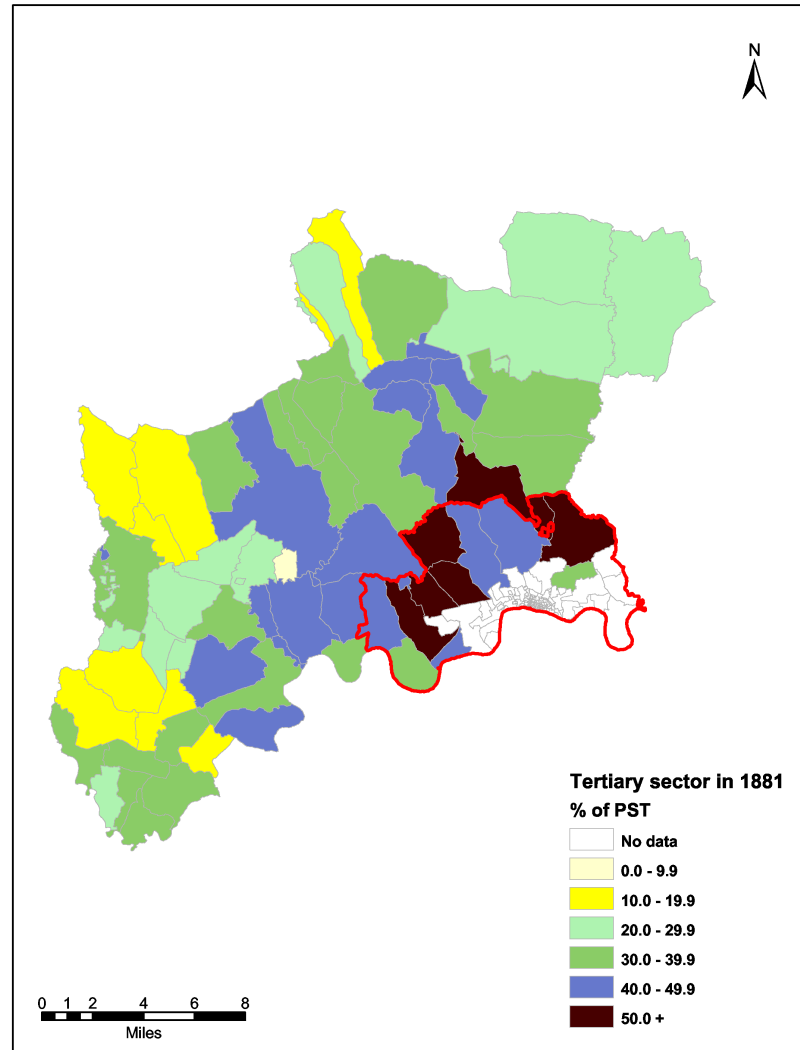 N
Tertiary sector in 1881
% of PST
No data
0.0 - 9.9
10.0 - 19.9
20.0 - 29.9
30.0 - 39.9
40.0 - 49.9
50.0 +
0 1 2 4 6 8
Miles